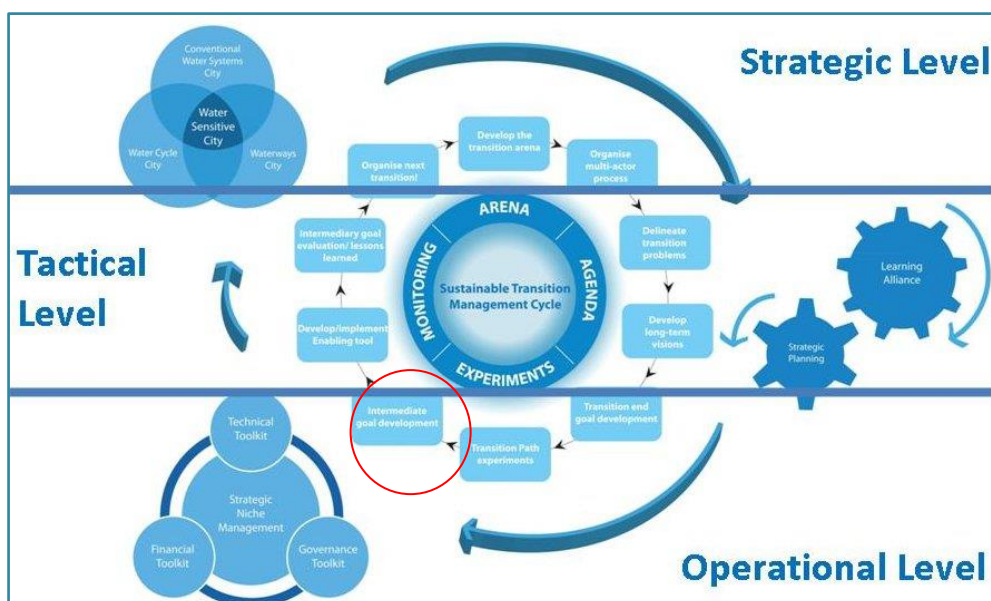 Strategic Level
Conventional
Water Systems
City
Water
Sensitive
City
Water Cycle
City
Waterways
City
Develop the
transition arena
Organise next
transition!
Organise
multi-actor
process
Tactical
Level
Intermediary goal
evaluation/ lessons
learned
Delineate
transition
problems
Develop/implement
Enabling tool
Develop
long-term
visions
ARENA
AGENDA
EXPERIMENTS
MONITORING
Sustainable Transition
Management Cycle
Learning
Alliance
Strategic
Planning
Intermediate
goal development
Transition end
goal development
Transition Path
experiments
Technical
Toolkit
Strategic
Niche
Management
Financial
Toolkit
Governance
Toolkit
Operational Level